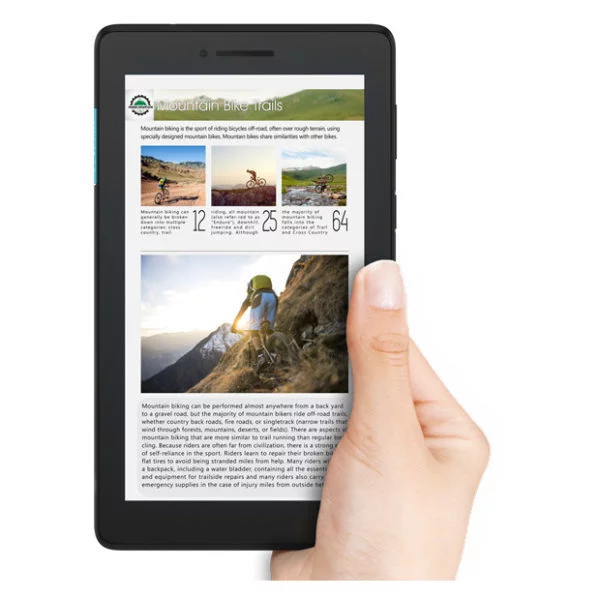 Mountain Bike Trails
Mountain biking is the sport of riding bicycles off-road, often over rough terrain, using
specially designed mountain bikes. Mountain bikes share similarities with other bikes.
Mountain biking can
generally be broken
down into multiple
categories: cross
country, trail
12
riding, all mountain
(also refer red to as
"Enduro"), downhill,
freeride and dirt
jumping. Although
25
the majority of
mountain biking
falls into the
categories of Trail
and Cross Country
64
Mountain biking can be performed almost anywhere from a back yard
to a gravel road, but the majority of mountain bikers ride off-road trails,
whether country back roads, fire roads, or singletrack (narrow trails that
wind through forests, mountains, deserts, or fields). There are aspects of
mountain biking that are more similar to trail running than regular
cling. Because riders are often far from civilization, there is a strong
of self-reliance in the sport. Riders learn to repair their broken
flat tires to avoid being stranded miles from help. Many riders
a backpack, including a water bladder, containing all the
and equipment for trailside repairs and many riders also carry
emergency supplies in the case of injury miles from outside